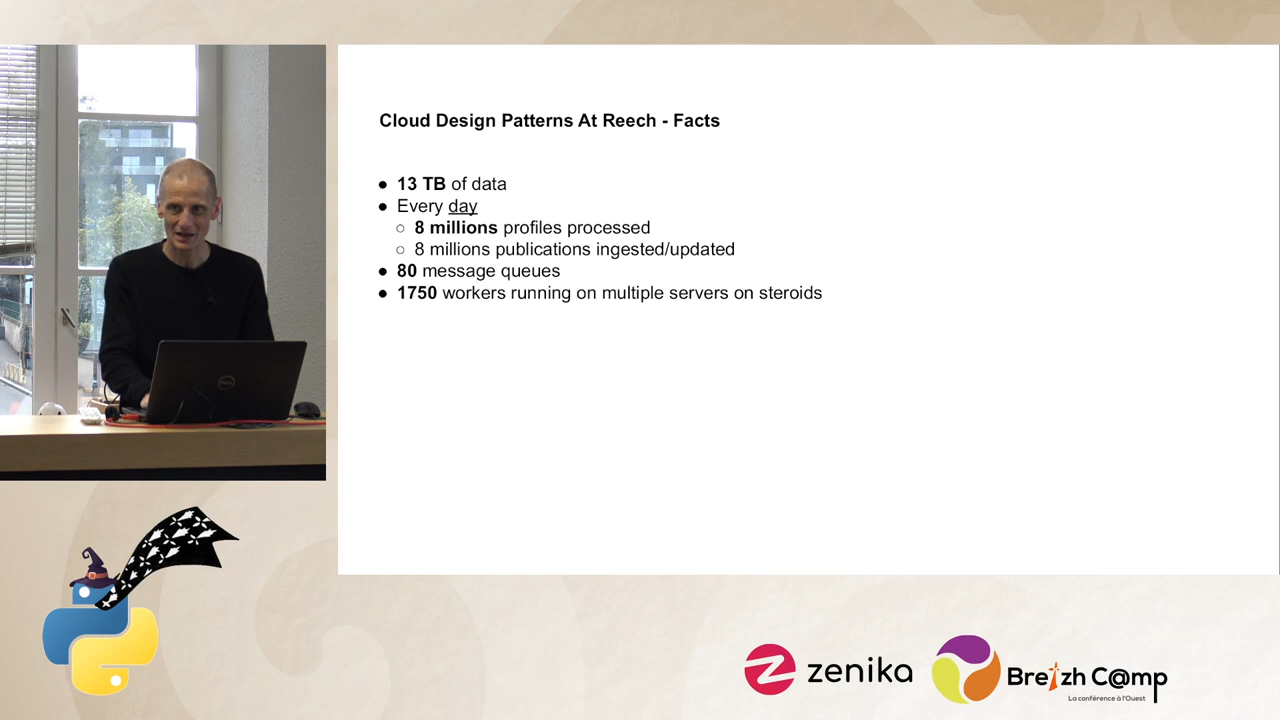 Cloud Design Patterns At Reech - Facts
● 13 TB of data
● Every day
○ 8 millions profiles processed
○ 8 millions publications ingested/updated
● 80 message queues
● 1750 workers running on multiple servers on steroids
DELL
zenika
Breizh C@mp
La conférence à l'Ouest